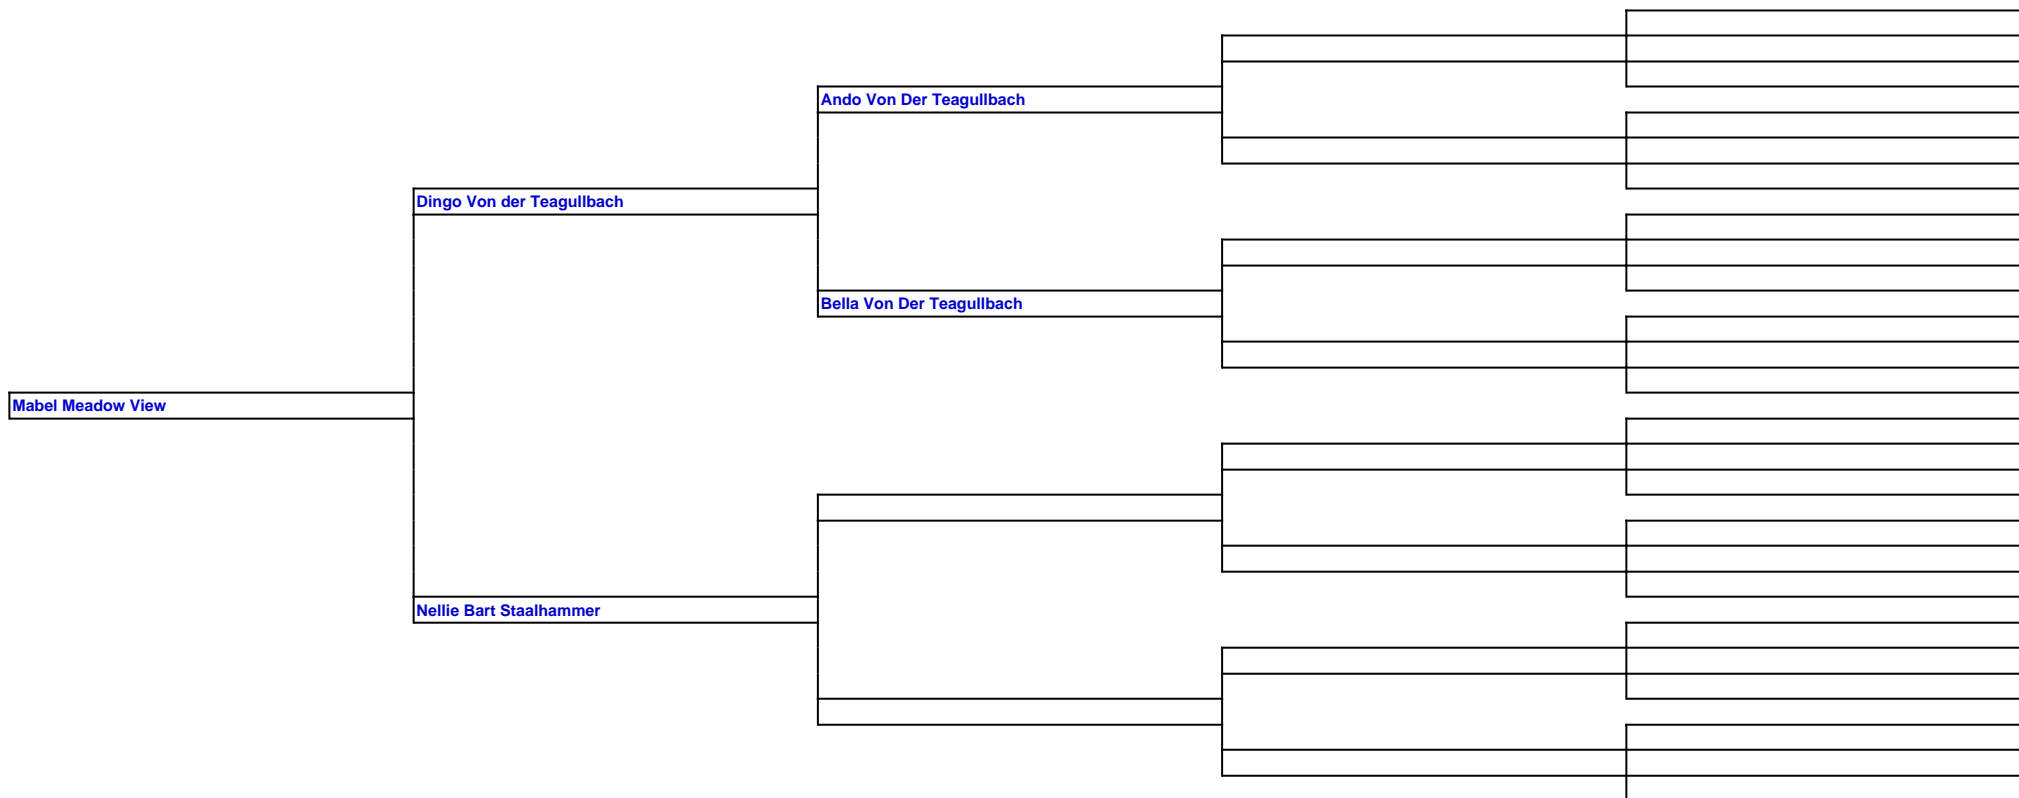 Ando Von Der Teagullbach
Dingo Von der Teagullbach
Bella Von Der Teagullbach
Mabel Meadow View
Nellie Bart Staalhammer